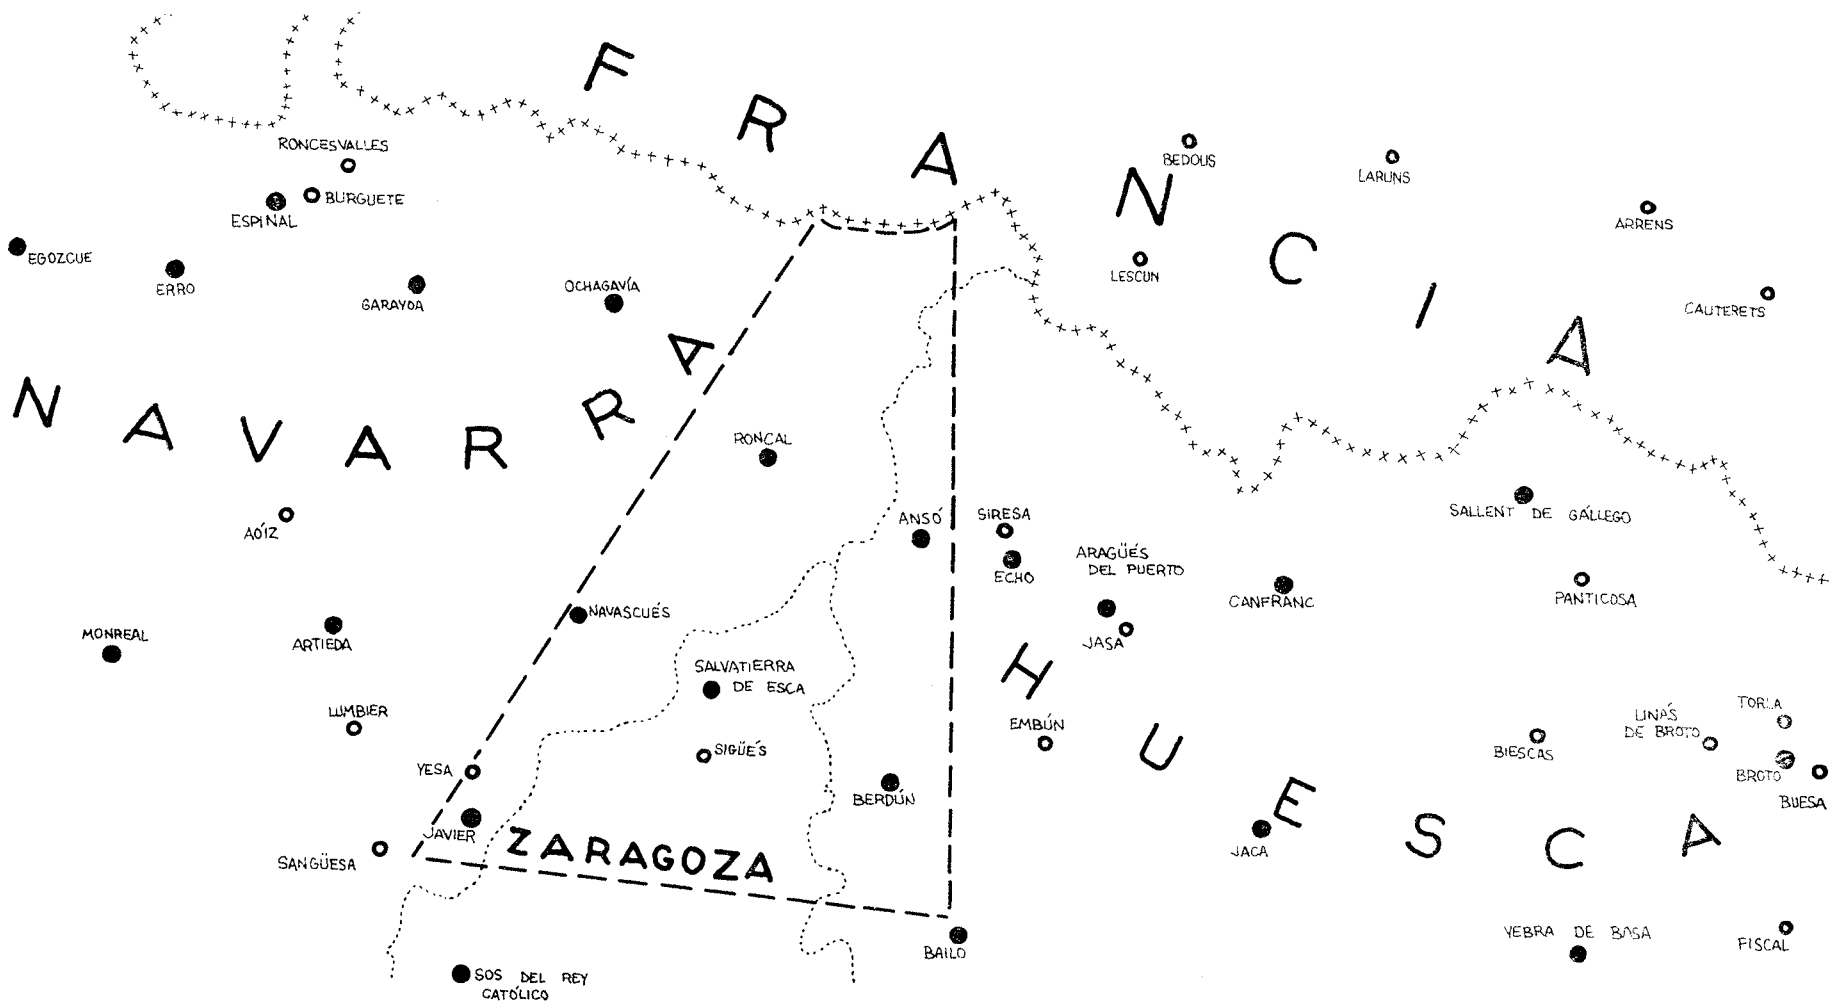 FRANCIA
RONCESVALLES
BURGUETE
ESPINAL
EGOZCUE
ERRO
GARAYOA
OCHAGAVÍA
BEDOUS
LARUNS
ARRENS
LESCUN
CAUTERETS
NAVARRA
RONCAL
AÓIZ
ANSÓ
SIRESA
ECHO
ARAGÜÉS
DEL PUERTO
JASA
CANFRANC
SALLENT DE GÁLLEGO
PANTICOSA
NAVASCUÉS
MONREAL
ARTIEDA
SALVATIERRA
DE ESCA
LUMBIER
SIGÜÉS
YESA
JAVIER
SANGÜESA
BERDÚN
EMBÚN
HUESCA
BIESCAS
LINÁS
DE BROTO
TORLA
BROTO
BUESA
ZARAGOZA
JACA
BAILO
YEBRA DE BASA
FISCAL
SOS DEL REY
CATÓLICO